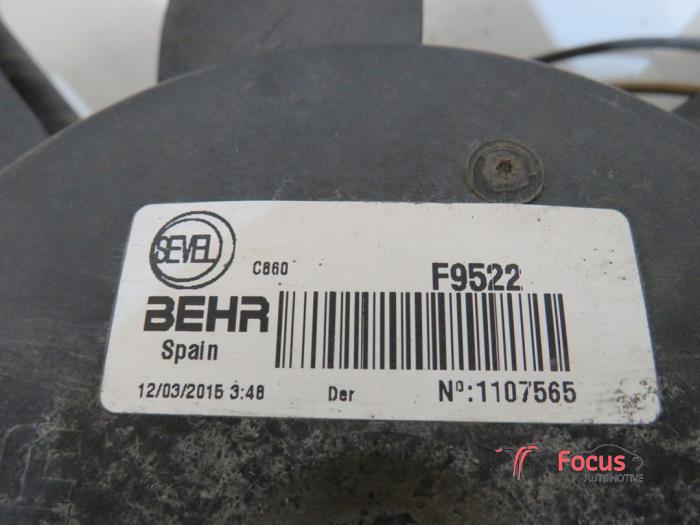 SEVEL
C860
F9522
BEHR
Spain
12/03/2015 3:48
Der
Nº:1107565
Focus
AUTOMOTIVE